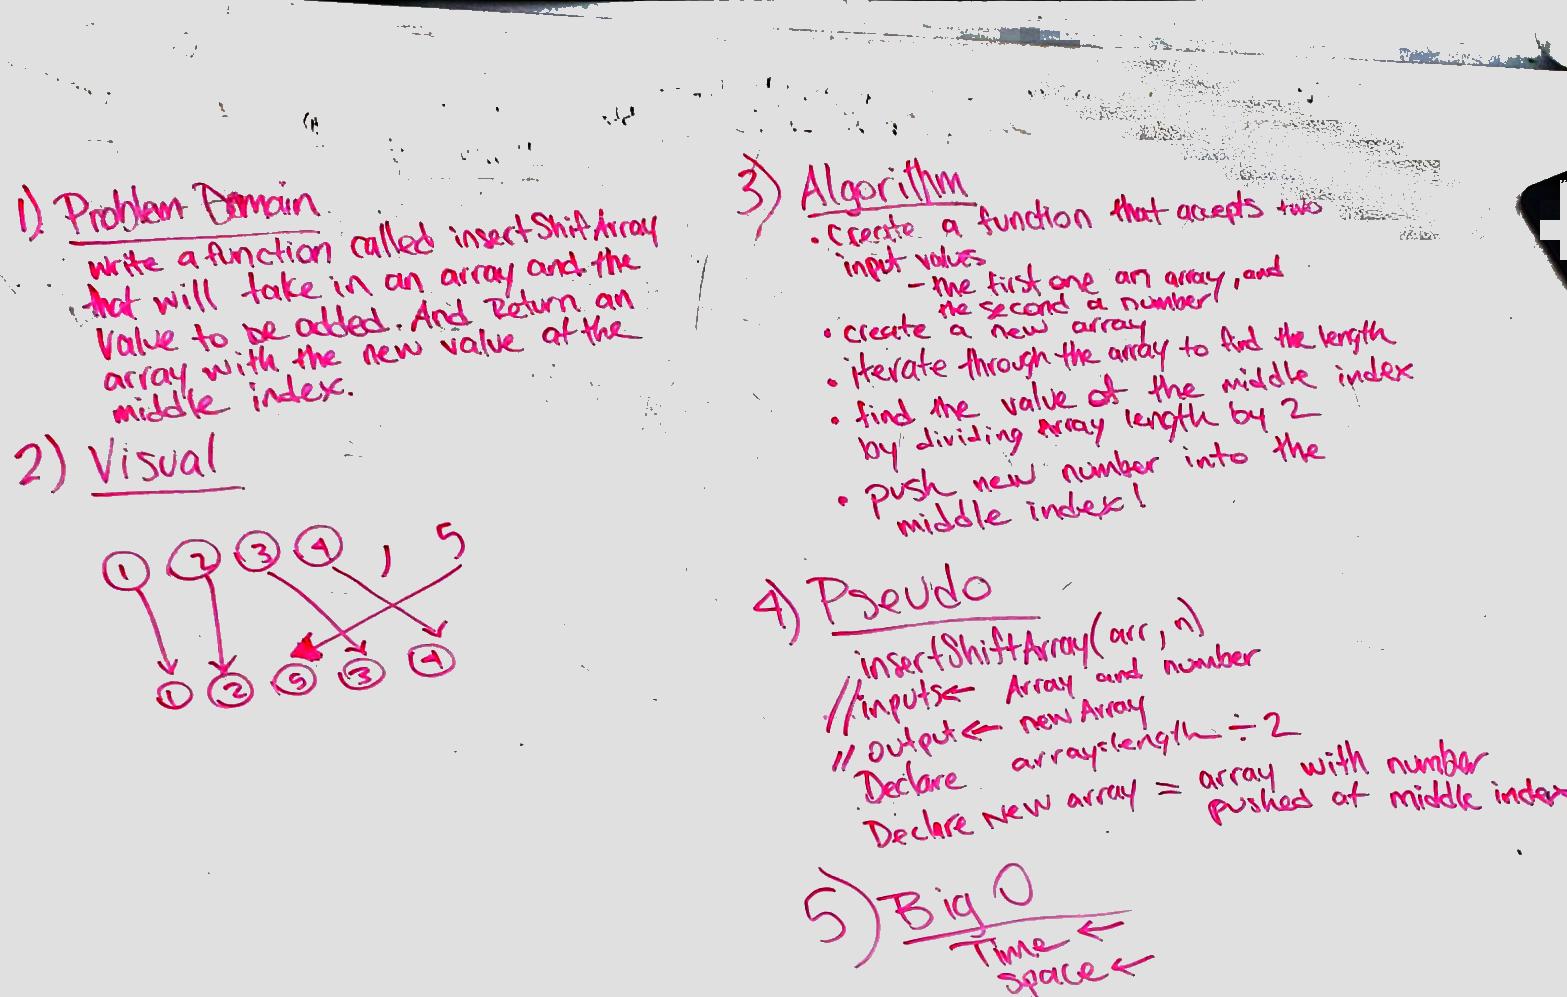 1) Problem Domain
write a function called insertShiftArray
that will take in an array and the
value to be added. And Return an
array with the new value at the
middle index.
2) Visual
1 2 3 4 , 5
1 2 5 3 4
3) Algorithm
• Create a function that accepts two
input values
- the first one an array, and
the second a number
• create a new array
• iterate through the array to find the length
• find the value of the middle index
by dividing Array length by 2
• push new number into the
middle index!
4) Pseudo
insertShiftArray(arr, n)
// inputs ← Array and number
// output ← new Array
Declare array.length ÷ 2
Declare New array = array with number
pushed at middle index
5) Big O
Time ←
space ←